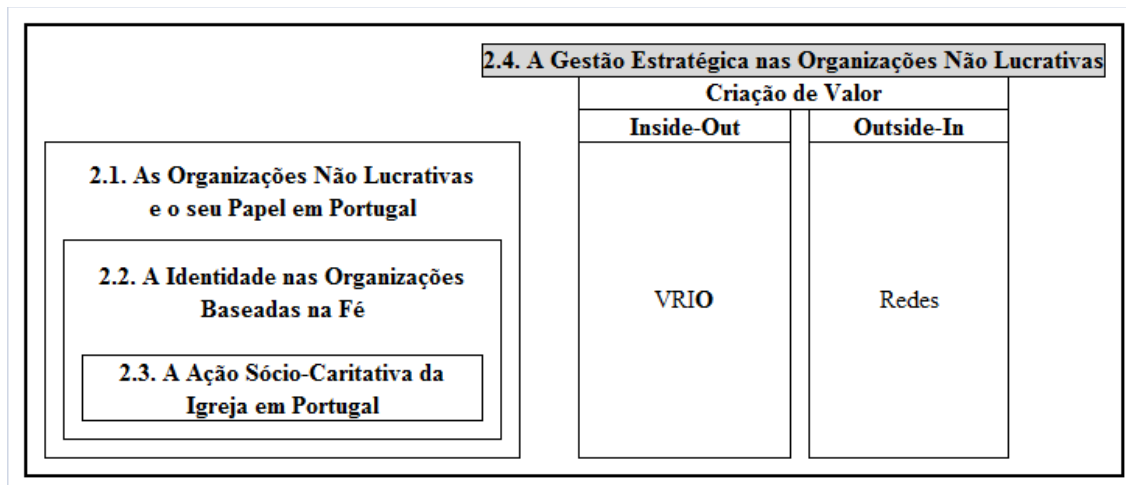 2.4. A Gestão Estratégica nas Organizações Não Lucrativas
Criação de Valor
Inside-Out
Outside-In
2.1. As Organizações Não Lucrativas
e o seu Papel em Portugal
2.2. A Identidade nas Organizações
Baseadas na Fé
2.3. A Ação Sócio-Caritativa da
Igreja em Portugal
VRIO
Redes